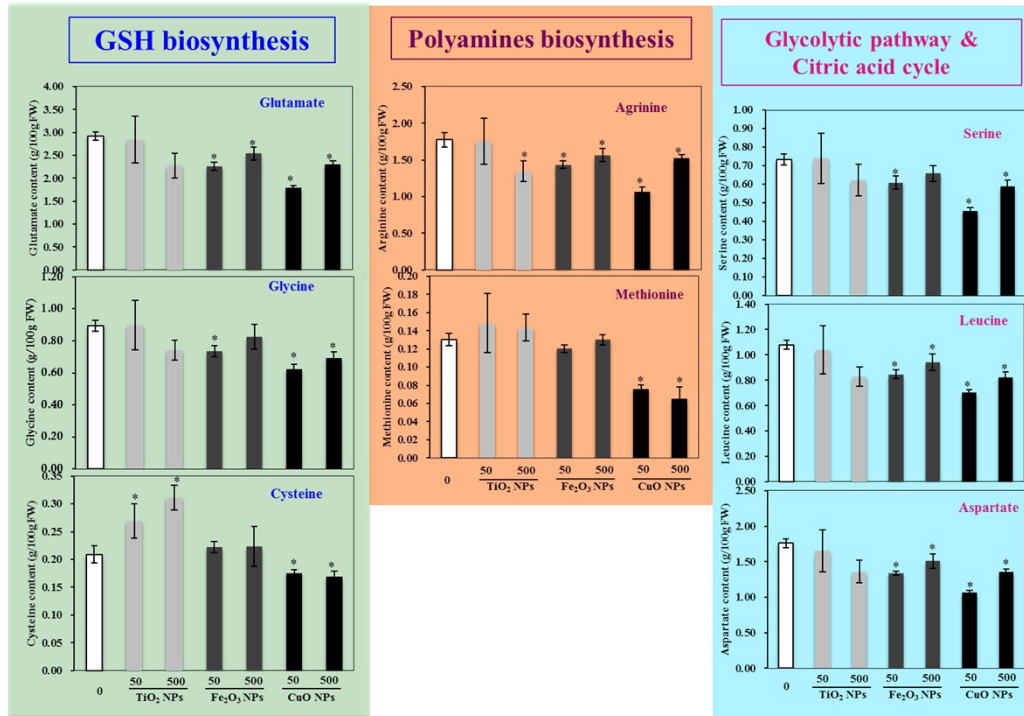 GSH biosynthesis
Glutamate
Glutamate content (g/100g FW)
4.00
3.50
3.00
2.50
2.00
1.50
1.00
0.50
0.00
* * * *
Glycine
Glycine content (g/100g FW)
1.20
1.00
0.80
0.60
0.40
0.20
0.00
* * *
Cysteine
Cysteine content (g/100g FW)
0.35
0.30
0.25
0.20
0.15
0.10
0.05
0.00
* * * *
0 50 500 50 500 50 500
TiO2 NPs Fe2O3 NPs CuO NPs
Polyamines biosynthesis
Agrinine
Arginine content (g/100g FW)
2.00
1.50
1.00
0.50
0.00
* * * * *
Methionine
Methionine content (g/100g FW)
0.20
0.18
0.16
0.14
0.12
0.10
0.08
0.06
0.04
0.02
0.00
* *
0 50 500 50 500 50 500
TiO2 NPs Fe2O3 NPs CuO NPs
Glycolytic pathway &
Citric acid cycle
Serine
Serine content (g/100g FW)
1.00
0.90
0.80
0.70
0.60
0.50
0.40
0.30
0.20
0.10
0.00
* * *
Leucine
Leucine content (g/100g FW)
1.40
1.20
1.00
0.80
0.60
0.40
0.20
0.00
* * * *
Aspartate
Aspartate content (g/100g FW)
2.50
2.00
1.50
1.00
0.50
0.00
* * * *
0 50 500 50 500 50 500
TiO2 NPs Fe2O3 NPs CuO NPs